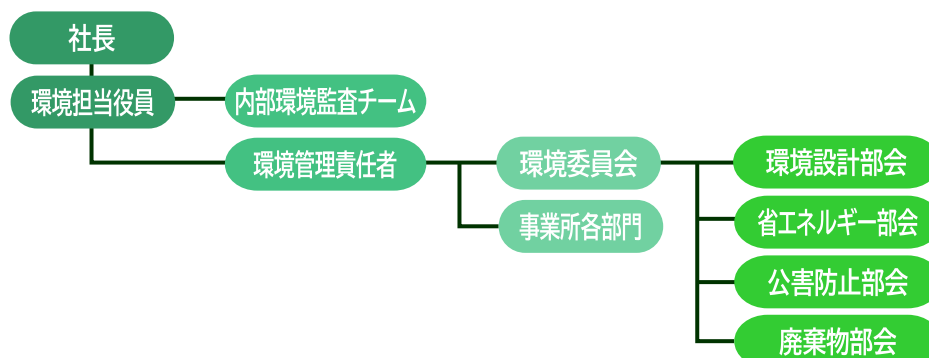 社長
環境担当役員
内部環境監査チーム
環境管理責任者
環境委員会
事業所各部門
環境設計部会
省エネルギー部会
公害防止部会
廃棄物部会